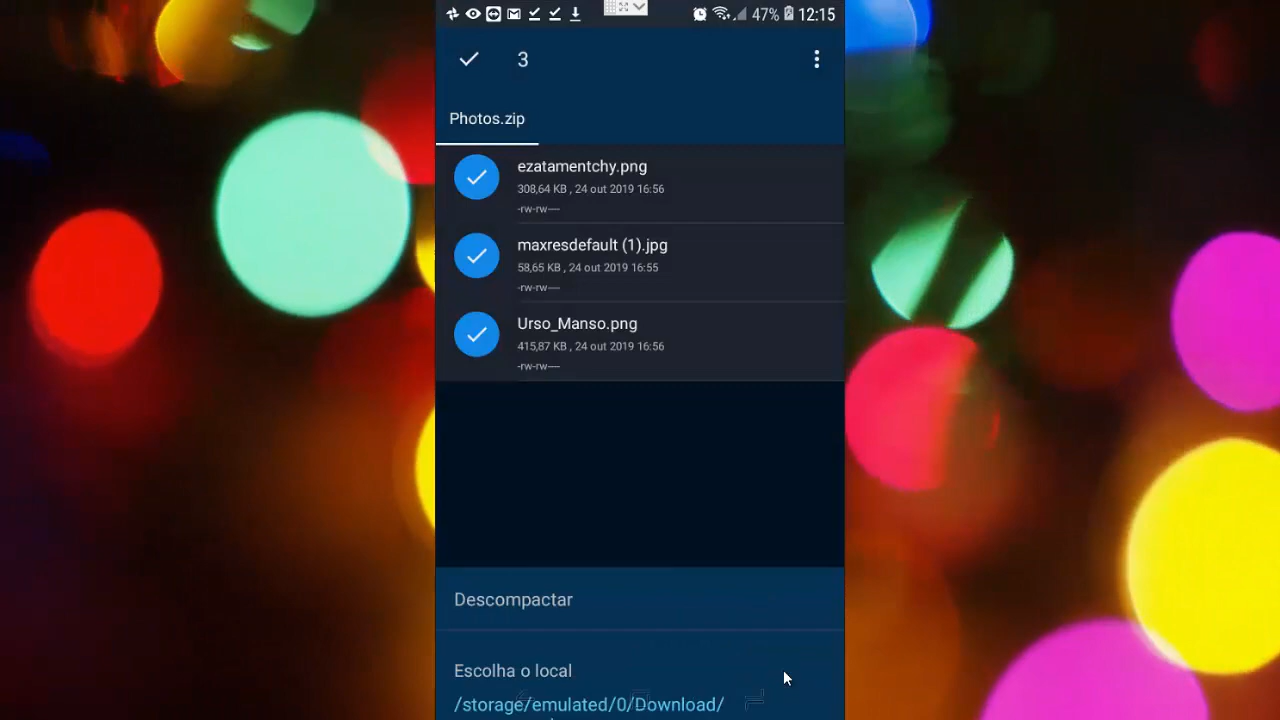 47% 12:15
3
Photos.zip
ezatamentchy.png
308,64 KB , 24 out 2019 16:56
-rw-rw----
maxresdefault (1).jpg
58,65 KB , 24 out 2019 16:55
-rw-rw----
Urso_Manso.png
415,87 KB , 24 out 2019 16:56
-rw-rw----
Descompactar
Escolha o local
/storage/emulated/0/Download/